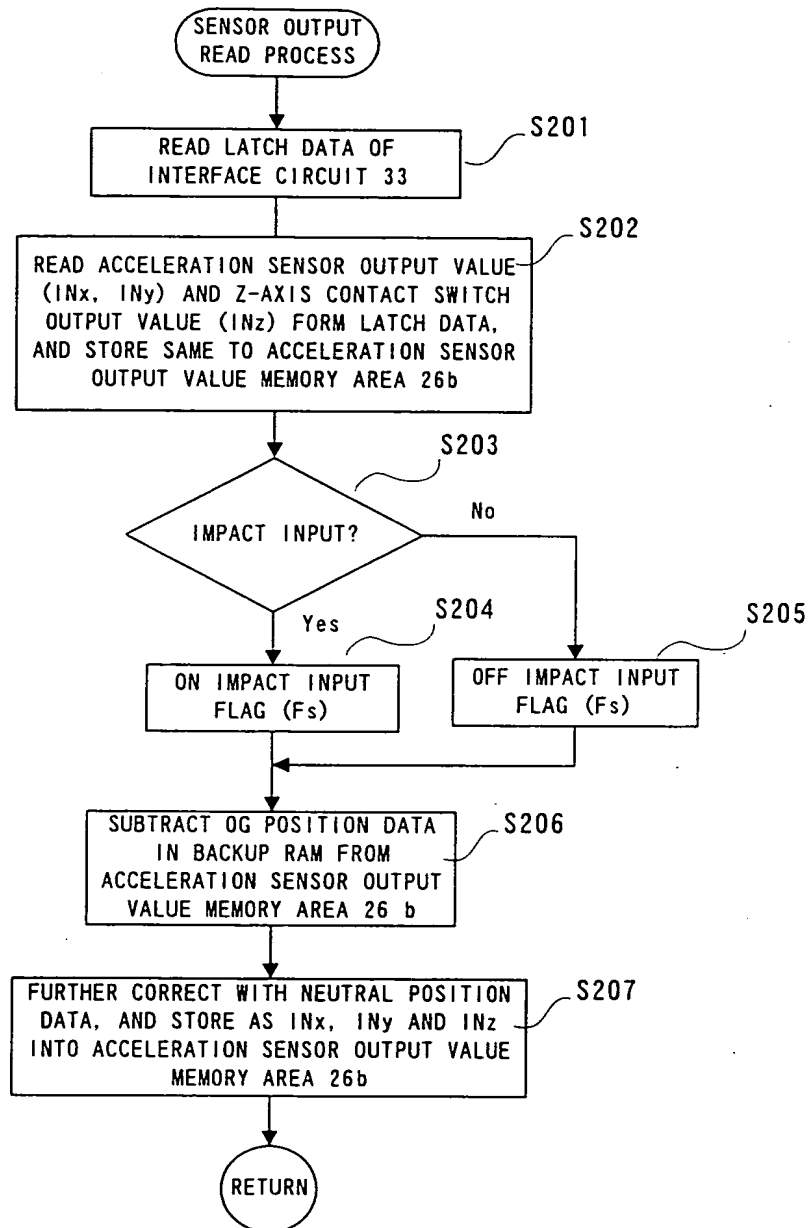 SENSOR OUTPUT
READ PROCESS
S201
READ LATCH DATA OF
INTERFACE CIRCUIT 33
S202
READ ACCELERATION SENSOR OUTPUT VALUE
(INx, INy) AND Z-AXIS CONTACT SWITCH
OUTPUT VALUE (INz) FORM LATCH DATA,
AND STORE SAME TO ACCELERATION SENSOR
OUTPUT VALUE MEMORY AREA 26b
S203
IMPACT INPUT?
No
Yes
S204
ON IMPACT INPUT
FLAG (Fs)
S205
OFF IMPACT INPUT
FLAG (Fs)
S206
SUBTRACT OG POSITION DATA
IN BACKUP RAM FROM
ACCELERATION SENSOR OUTPUT
VALUE MEMORY AREA 26 b
S207
FURTHER CORRECT WITH NEUTRAL POSITION
DATA, AND STORE AS INx, INy AND INz
INTO ACCELERATION SENSOR OUTPUT VALUE
MEMORY AREA 26b
RETURN